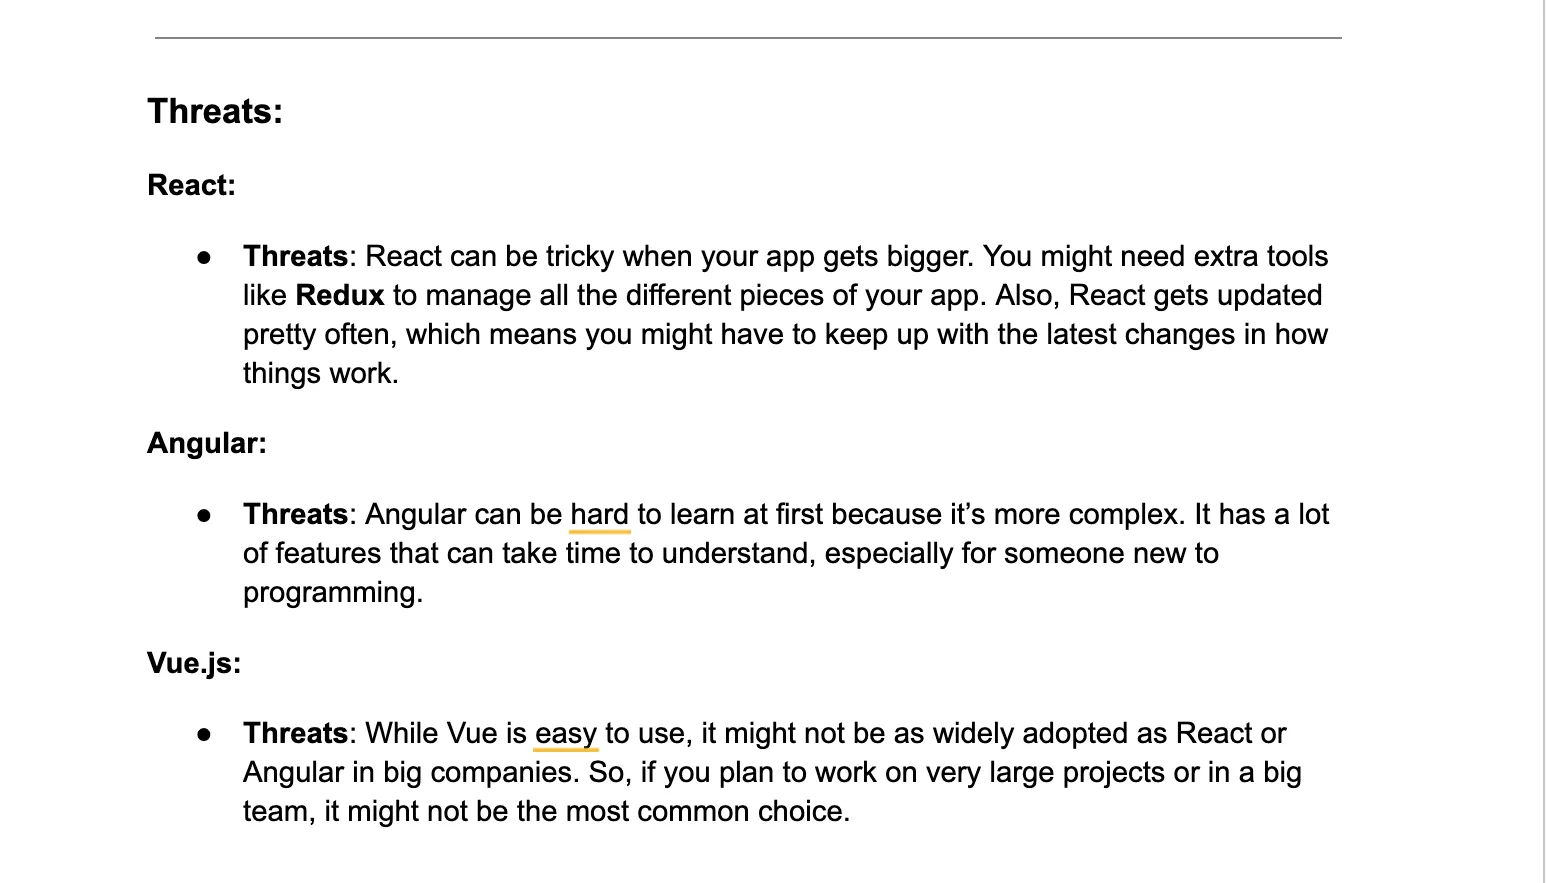 Threats:
React:
● Threats: React can be tricky when your app gets bigger. You might need extra tools
like Redux to manage all the different pieces of your app. Also, React gets updated
pretty often, which means you might have to keep up with the latest changes in how
things work.
Angular:
● Threats: Angular can be hard to learn at first because it’s more complex. It has a lot
of features that can take time to understand, especially for someone new to
programming.
Vue.js:
● Threats: While Vue is easy to use, it might not be as widely adopted as React or
Angular in big companies. So, if you plan to work on very large projects or in a big
team, it might not be the most common choice.